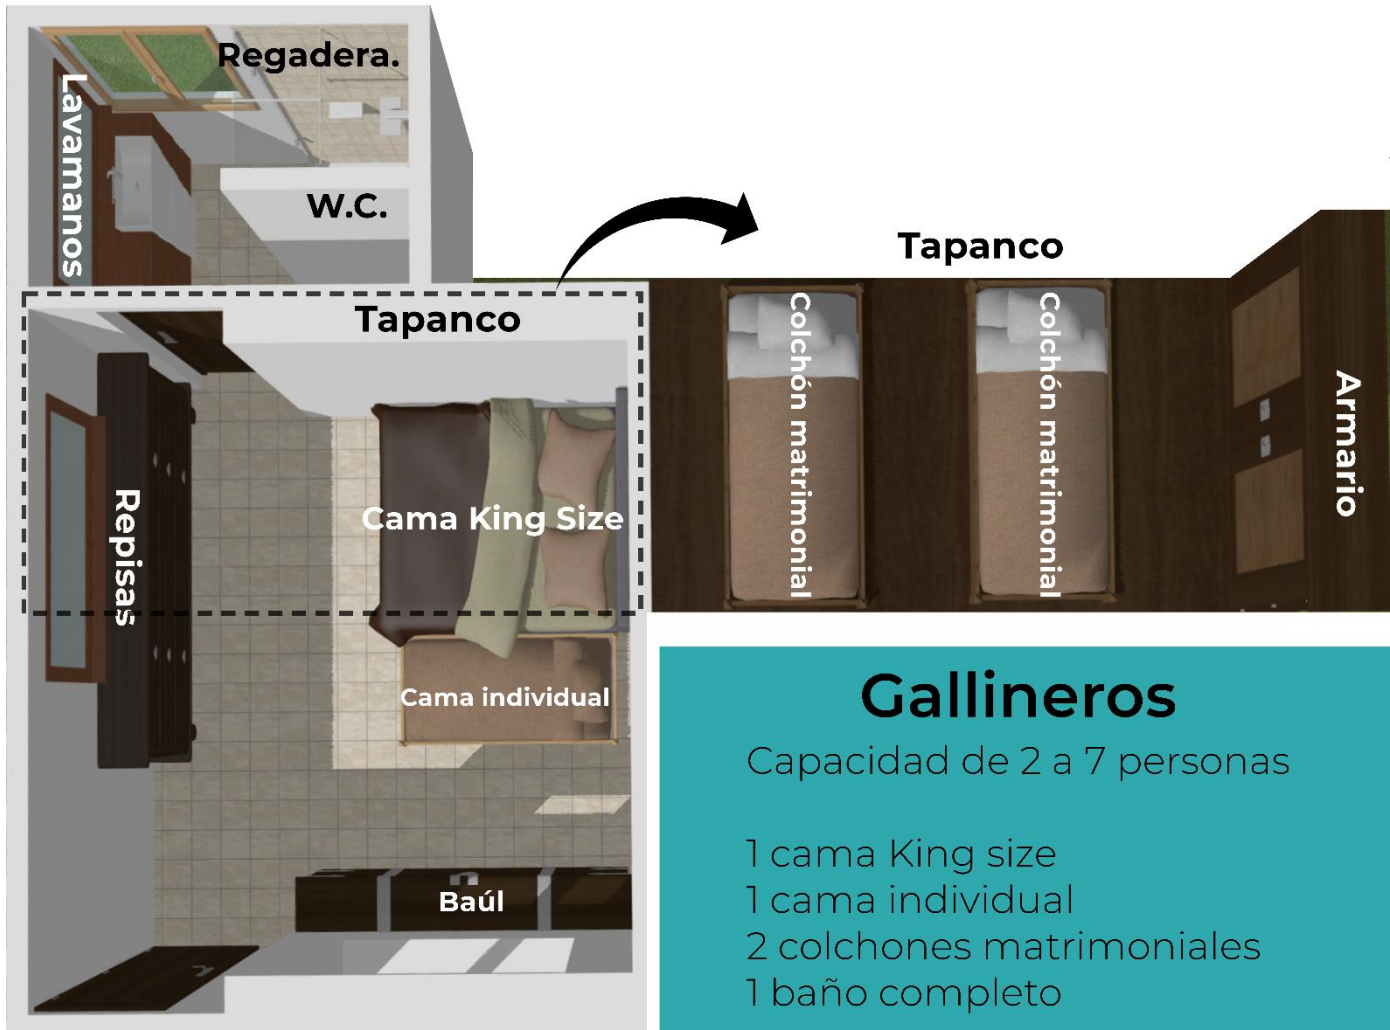 Regadera.
Lavamanos
W.C.
Tapanco
Tapanco
Colchón matrimonial
Colchón matrimonial
Armario
Repisas
Cama King Size
Cama individual
Baúl
Gallineros
Capacidad de 2 a 7 personas
1 cama King size
1 cama individual
2 colchones matrimoniales
1 baño completo